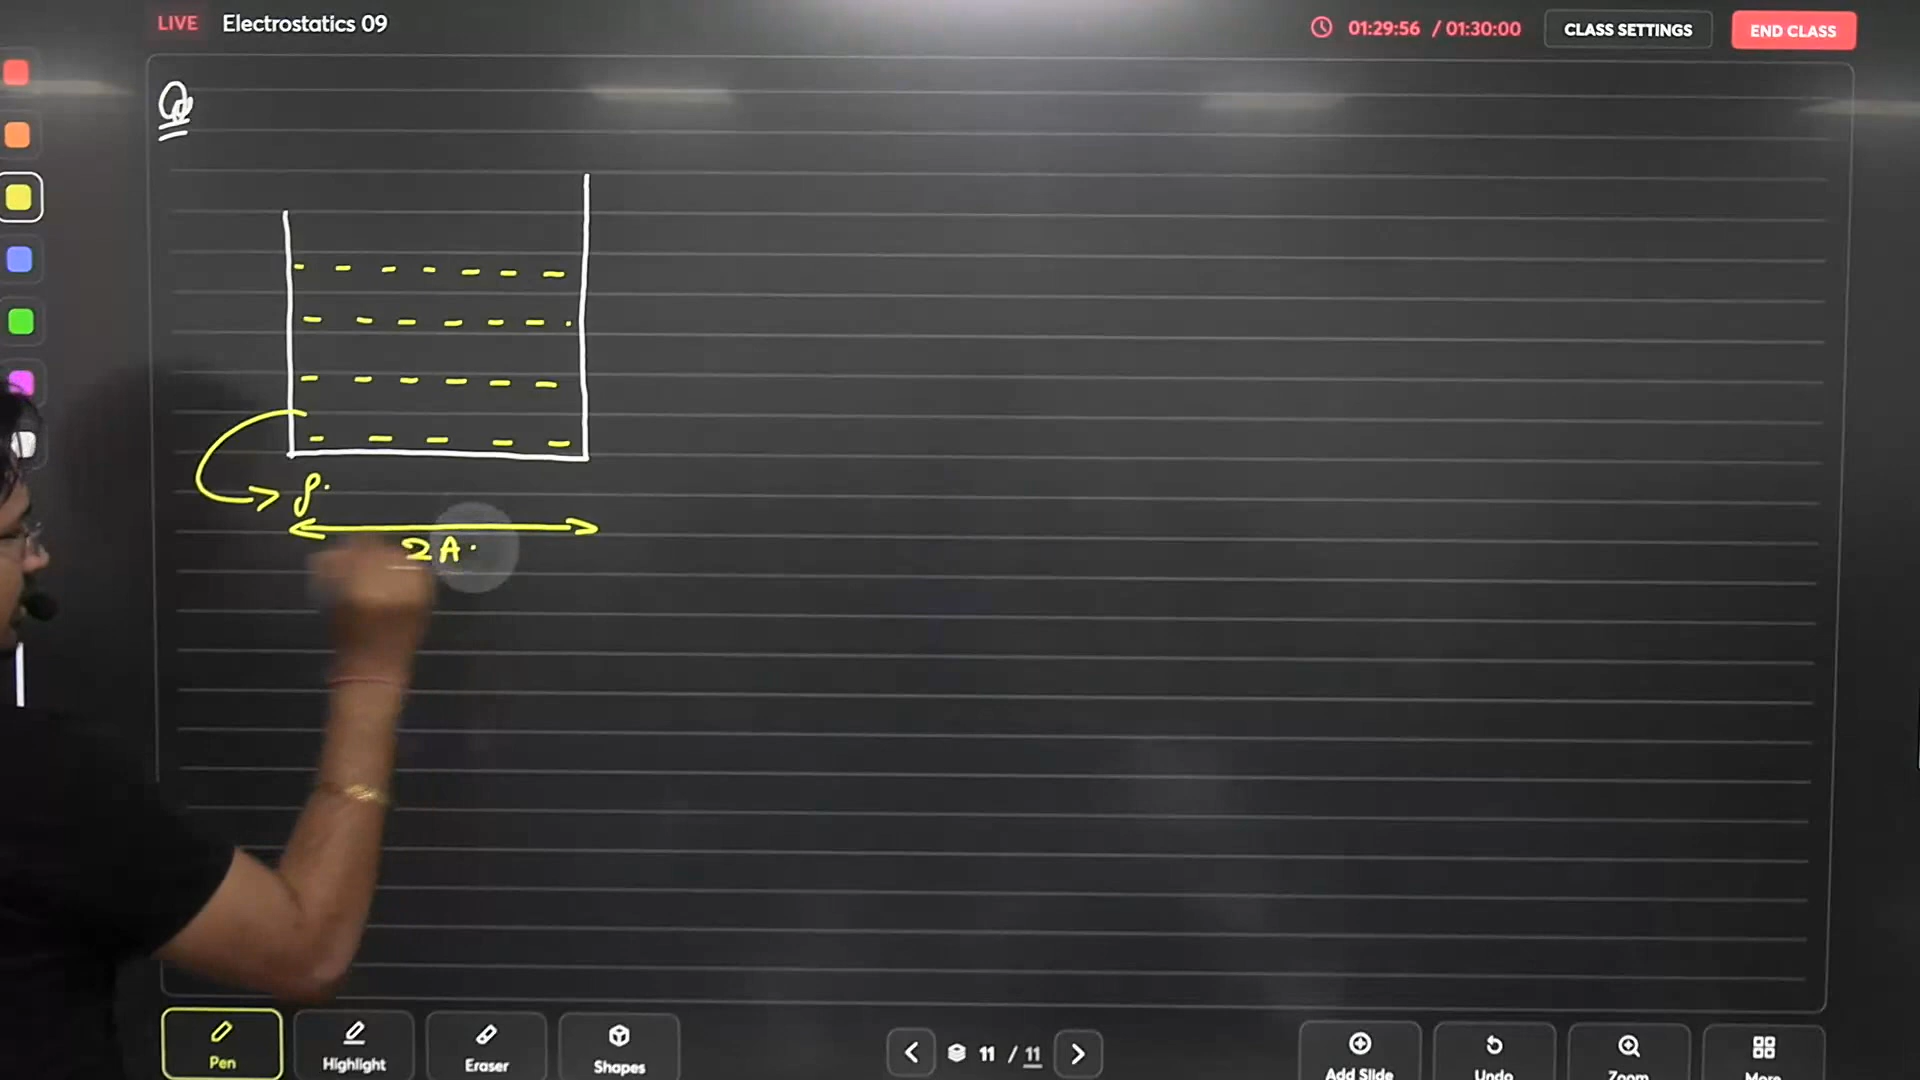 LIVE Electrostatics 09
01:29:56 / 01:30:00
CLASS SETTINGS
END CLASS
Q
ρ.
2A.
Pen
Highlight
Eraser
Shapes
11 / 11
Add Slide
Undo
Zoom
More